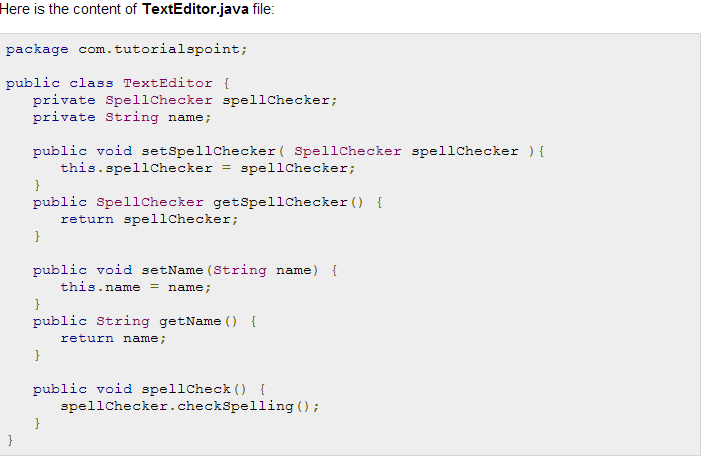 Here is the content of TextEditor.java file:
package com.tutorialspoint;
public class TextEditor {
private SpellChecker spellChecker;
private String name;
public void setSpellChecker( SpellChecker spellChecker ){
this.spellChecker = spellChecker;
}
public SpellChecker getSpellChecker() {
return spellChecker;
}
public void setName(String name) {
this.name = name;
}
public String getName() {
return name;
}
public void spellCheck() {
spellChecker.checkSpelling();
}
}